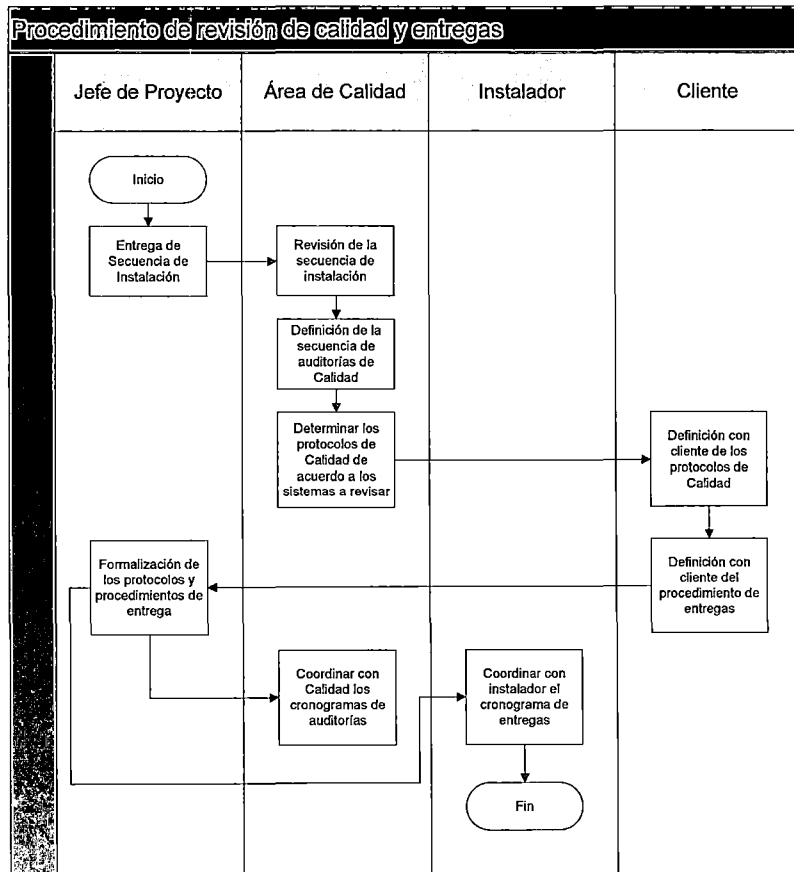 Procedimiento de revisión de calidad y entregas
Jefe de Proyecto
Área de Calidad
Instalador
Cliente
Inicio
Entrega de
Secuencia de
Instalación
Revisión de la
secuencia de
instalación
Definición de la
secuencia de
auditorías de
Calidad
Determinar los
protocolos de
Calidad de
acuerdo a los
sistemas a revisar
Definición con
cliente de los
protocolos de
Calidad
Definición con
cliente del
procedimiento de
entregas
Formalización de
los protocolos y
procedimientos de
entrega
Coordinar con
Calidad los
cronogramas de
auditorías
Coordinar con
instalador el
cronograma de
entregas
Fin